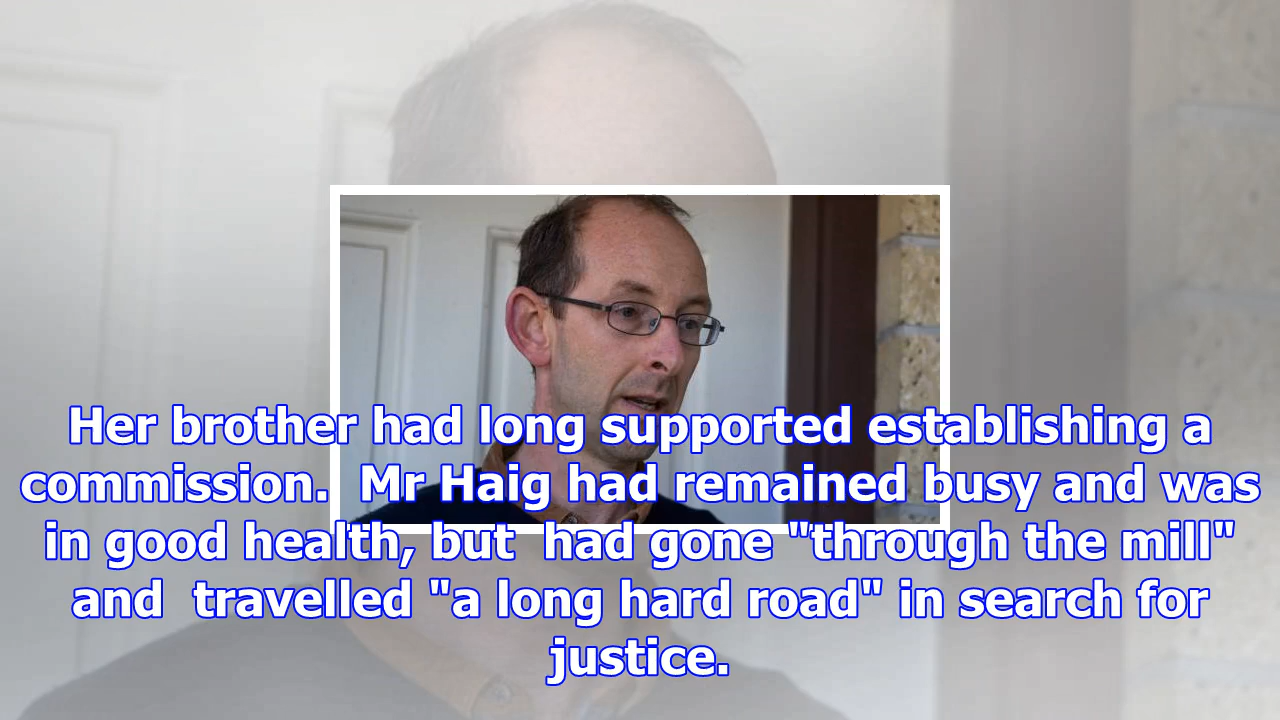 Her brother had long supported establishing a
commission.  Mr Haig had remained busy and was
in good health, but  had gone "through the mill"
and  travelled "a long hard road" in search for
justice.